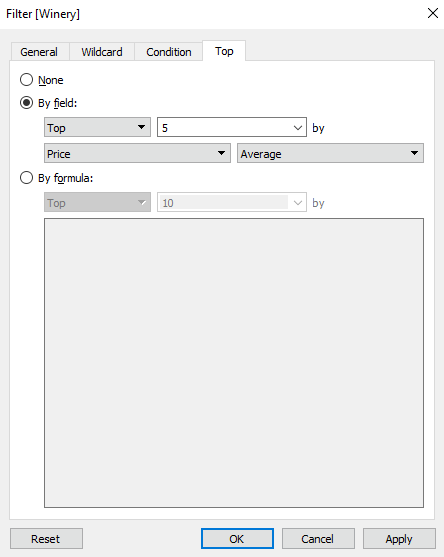 Filter [Winery]
General Wildcard Condition Top
None
By field:
Top 5 by
Price Average
By formula:
Top 10 by
Reset OK Cancel Apply